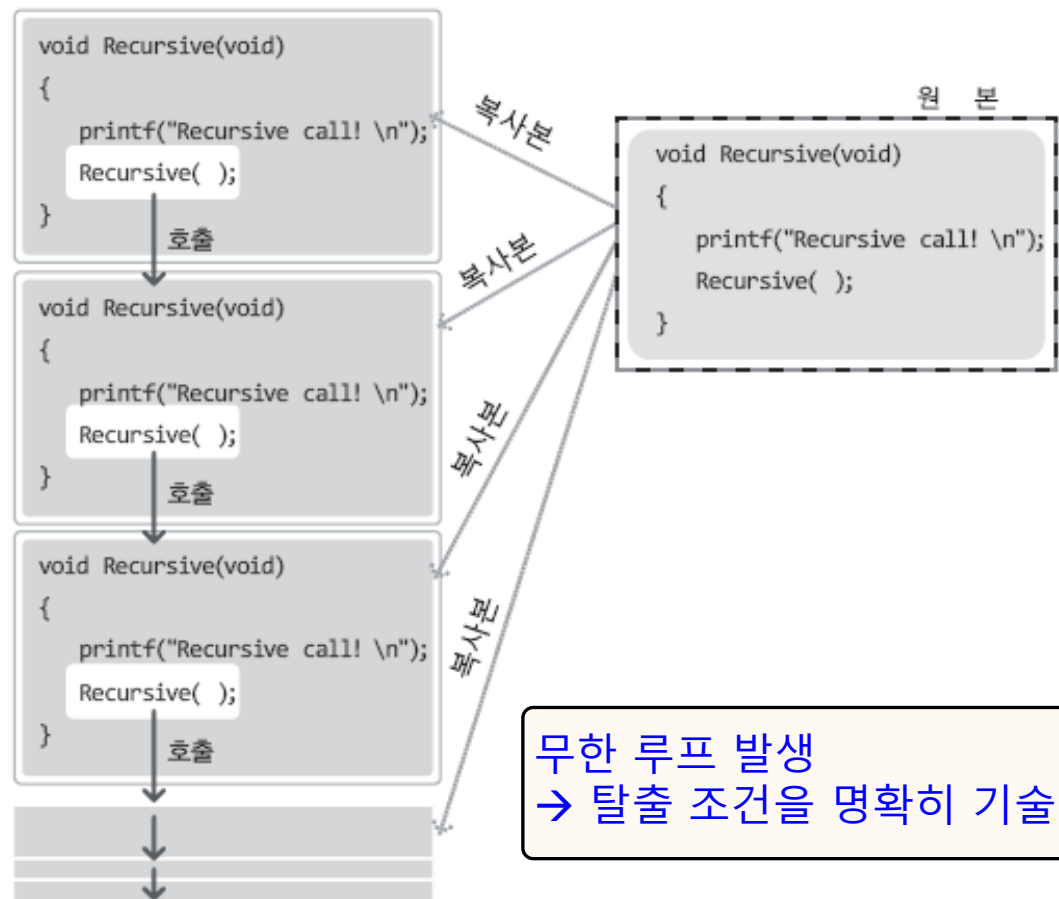 void Recursive(void)
{
printf("Recursive call! \n");
Recursive( );
}
호출
void Recursive(void)
{
printf("Recursive call! \n");
Recursive( );
}
호출
void Recursive(void)
{
printf("Recursive call! \n");
Recursive( );
}
호출
복사본
복사본
복사본
복사본
원 본
void Recursive(void)
{
printf("Recursive call! \n");
Recursive( );
}
무한 루프 발생
→ 탈출 조건을 명확히 기술